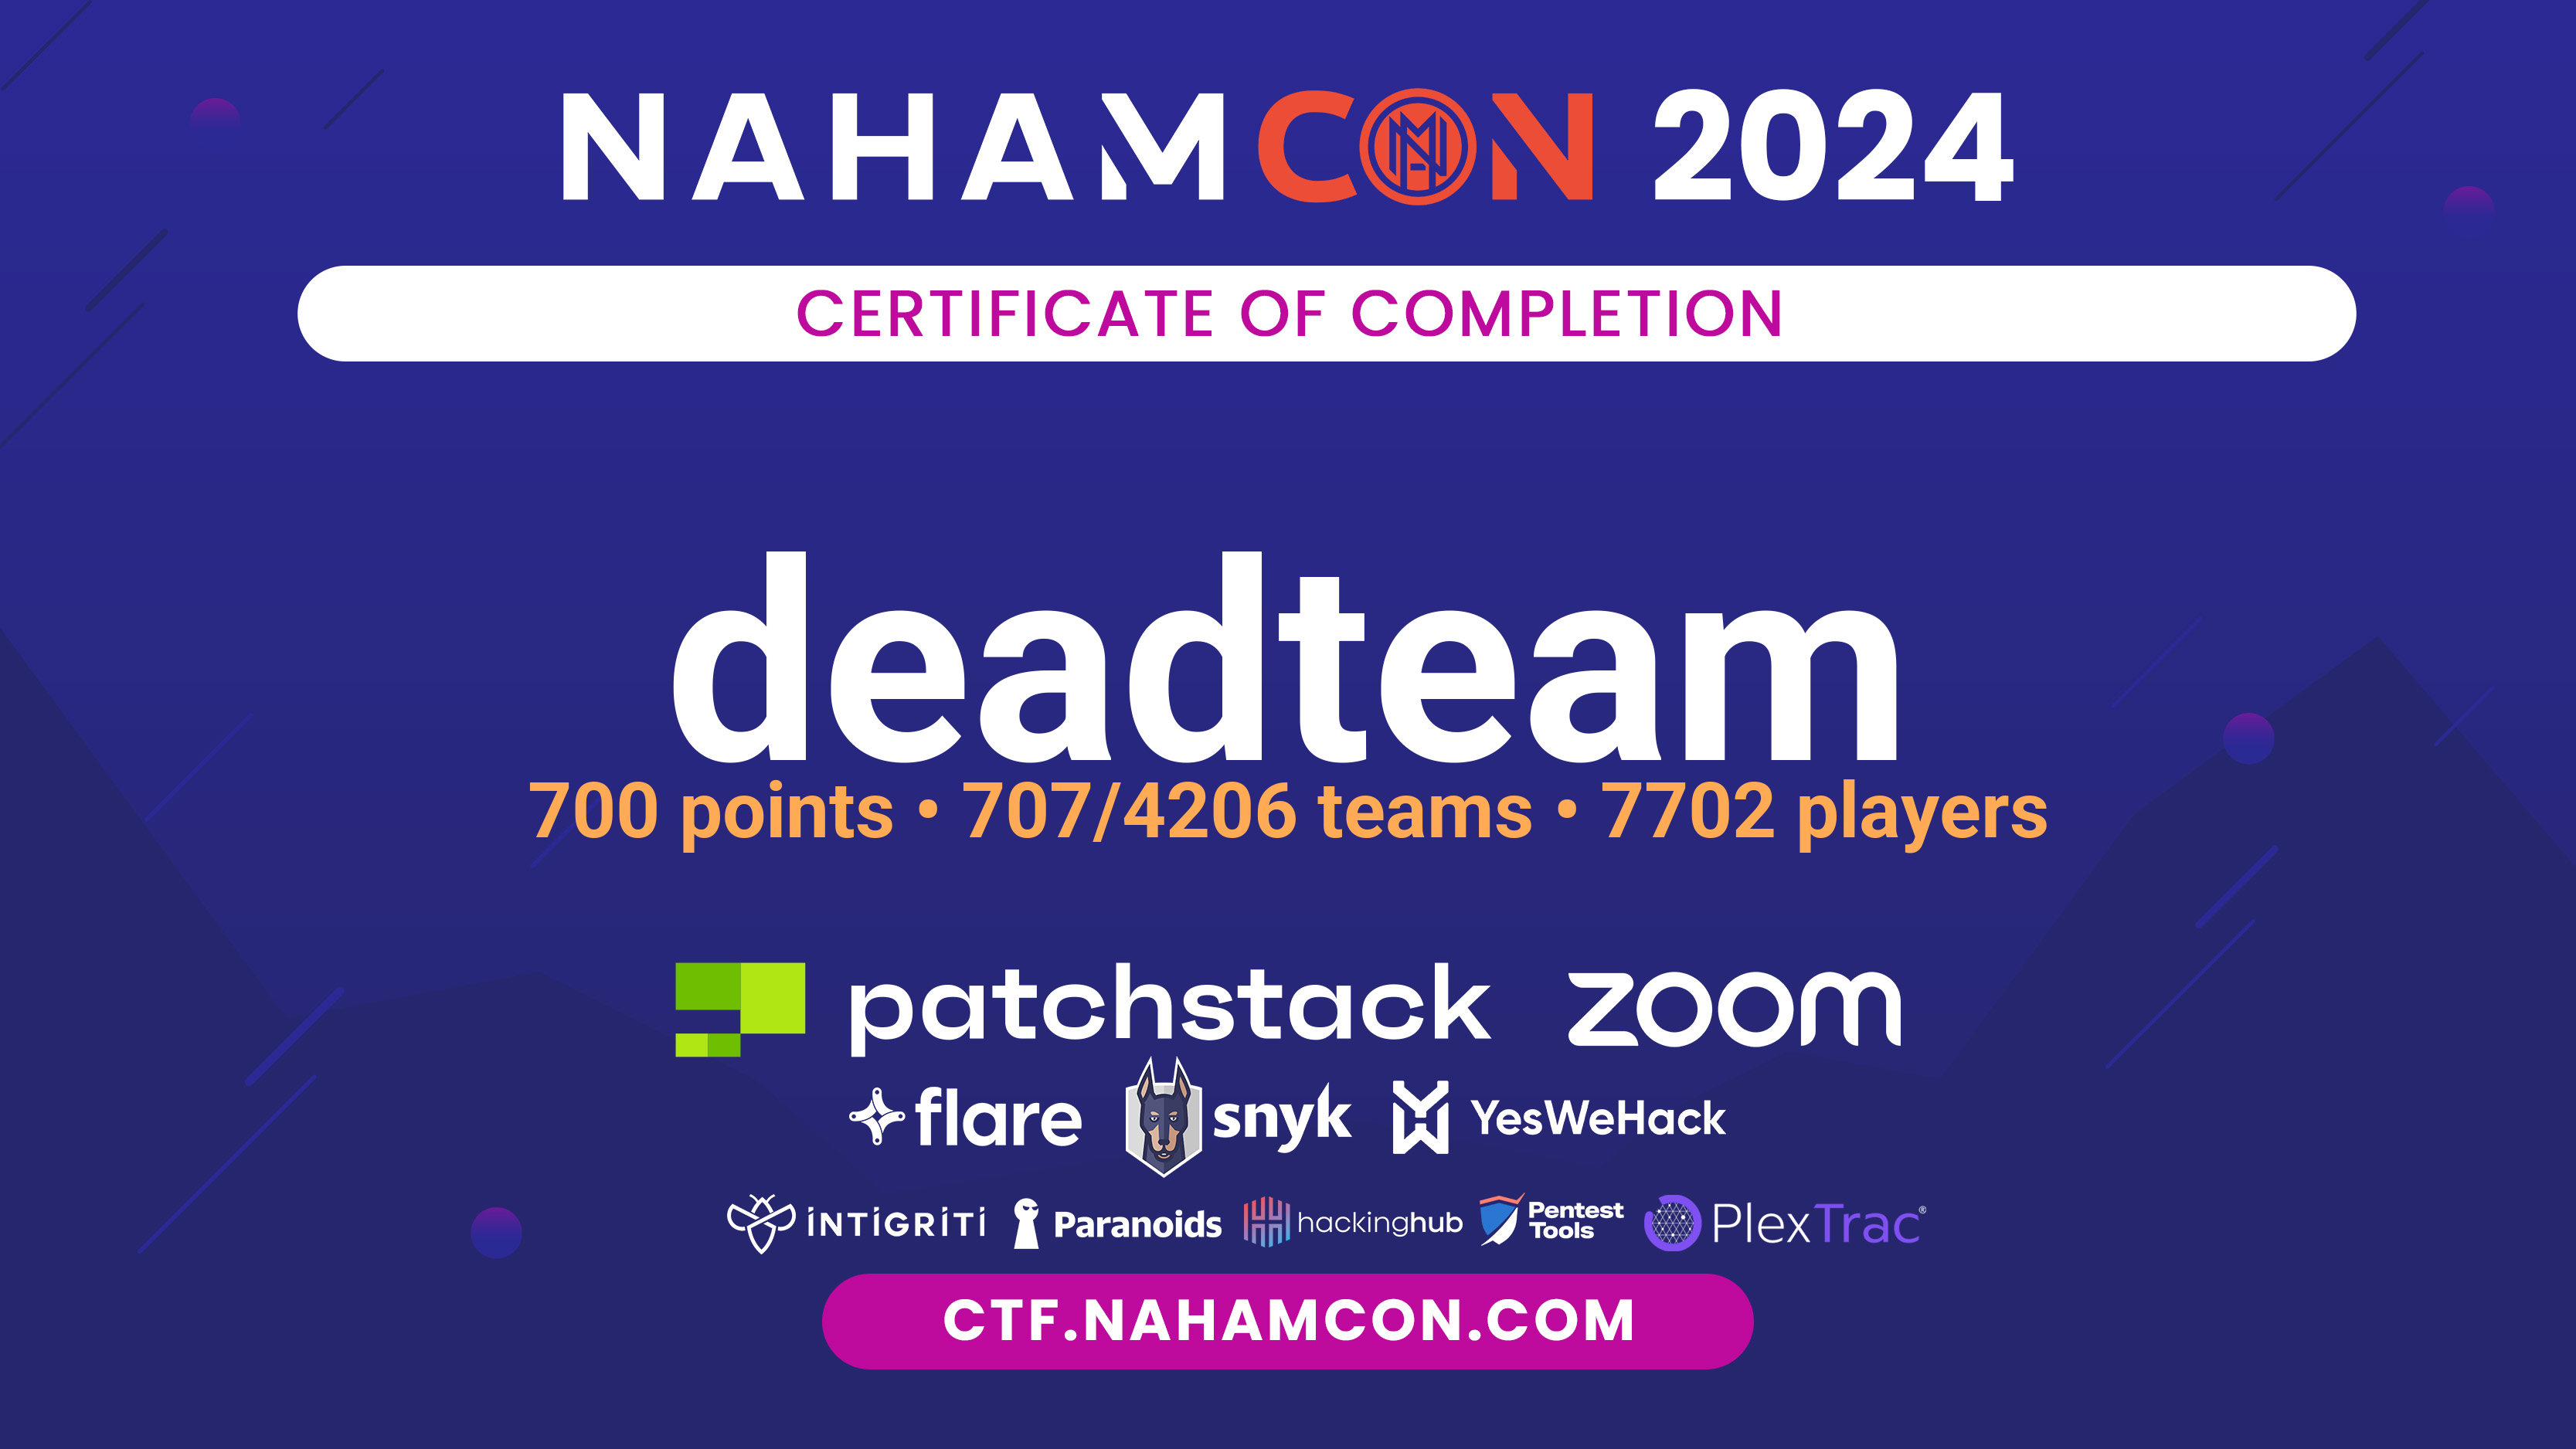 NAHAMCON 2024
CERTIFICATE OF COMPLETION
deadteam
700 points • 707/4206 teams • 7702 players
patchstack zoom
flare snyk YesWeHack
INTIGRITI Paranoids hackinghub Pentest Tools PlexTrac®
CTF.NAHAMCON.COM